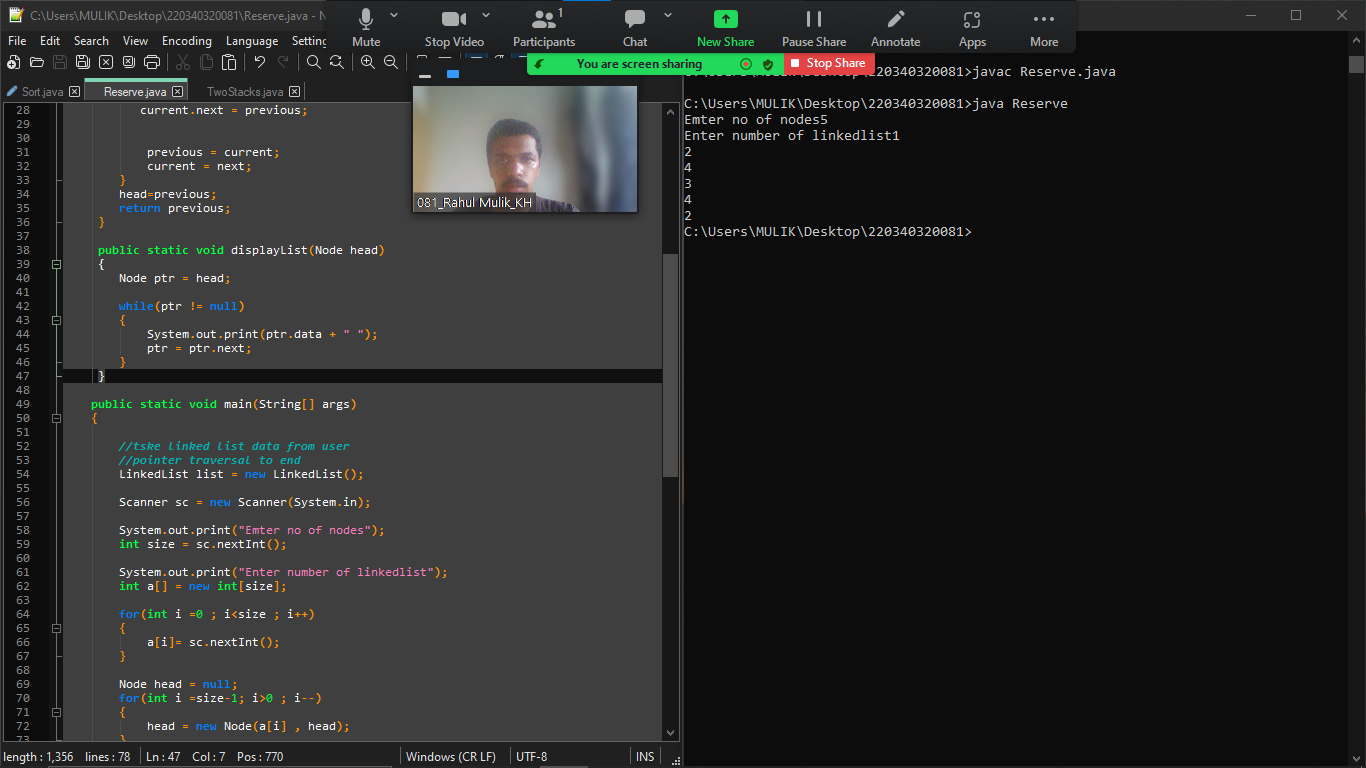 C:\Users\MULIK\Desktop\220340320081\Reserve.java - N
File Edit Search View Encoding Language Setting
Mute
Stop Video
1
Participants
Chat
New Share
Pause Share
Annotate
Apps
More
You are screen sharing
Stop Share
Sort.java
Reserve.java
TwoStacks.java
28 current.next = previous;
29
30
31 previous = current;
32 current = next;
33 }
34 head=previous;
35 return previous;
36 }
37
38 public static void displayList(Node head)
39 {
40 Node ptr = head;
41
42 while(ptr != null)
43 {
44 System.out.print(ptr.data + " ");
45 ptr = ptr.next;
46 }
47 }
48
49 public static void main(String[] args)
50 {
51
52 //tske linked list data from user
53 //pointer traversal to end
54 LinkedList list = new LinkedList();
55
56 Scanner sc = new Scanner(System.in);
57
58 System.out.print("Emter no of nodes");
59 int size = sc.nextInt();
60
61 System.out.print("Enter number of linkedlist");
62 int a[] = new int[size];
63
64 for(int i =0 ; i<size ; i++)
65 {
66 a[i]= sc.nextInt();
67 }
68
69 Node head = null;
70 for(int i =size-1; i>0 ; i--)
71 {
72 head = new Node(a[i] , head);
73 }
081_Rahul Mulik_KH
length : 1,356 lines : 78 Ln : 47 Col : 7 Pos : 770 Windows (CR LF) UTF-8 INS
C:\Users\MULIK\Desktop\220340320081>javac Reserve.java
C:\Users\MULIK\Desktop\220340320081>java Reserve
Emter no of nodes5
Enter number of linkedlist1
2
4
3
4
2
C:\Users\MULIK\Desktop\220340320081>